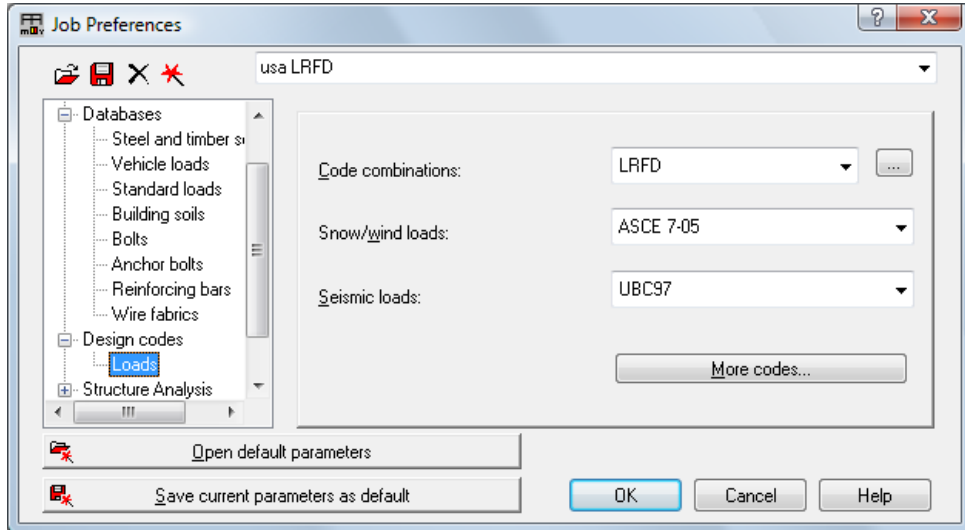 Job Preferences
usa LRFD
Databases
Steel and timber s
Vehicle loads
Standard loads
Building soils
Bolts
Anchor bolts
Reinforcing bars
Wire fabrics
Design codes
Loads
Structure Analysis
Code combinations:
LRFD
...
Snow/wind loads:
ASCE 7-05
Seismic loads:
UBC97
More codes...
Open default parameters
Save current parameters as default
OK
Cancel
Help